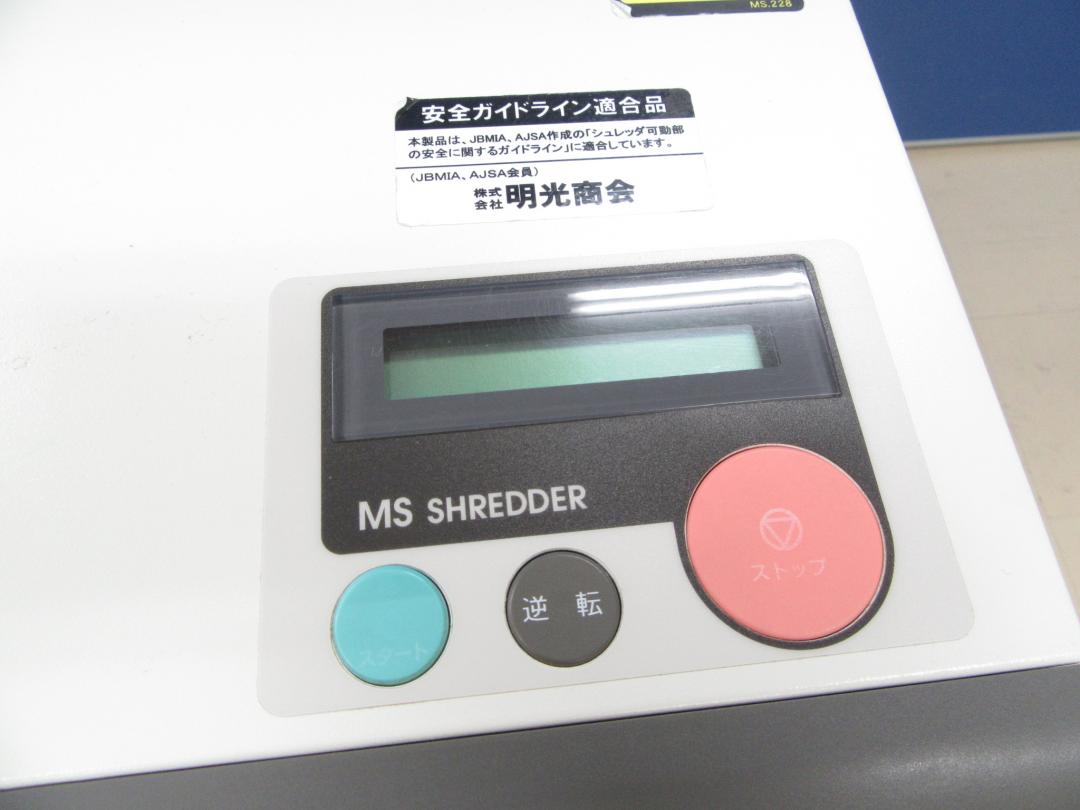 MS.228
安全ガイドライン適合品
本製品は、JBMIA、AJSA作成の「シュレッダ可動部
の安全に関するガイドライン」に適合しています。
(JBMIA、AJSA会員)
株式会社 明光商会
MS SHREDDER
ストップ
逆 転
スタート